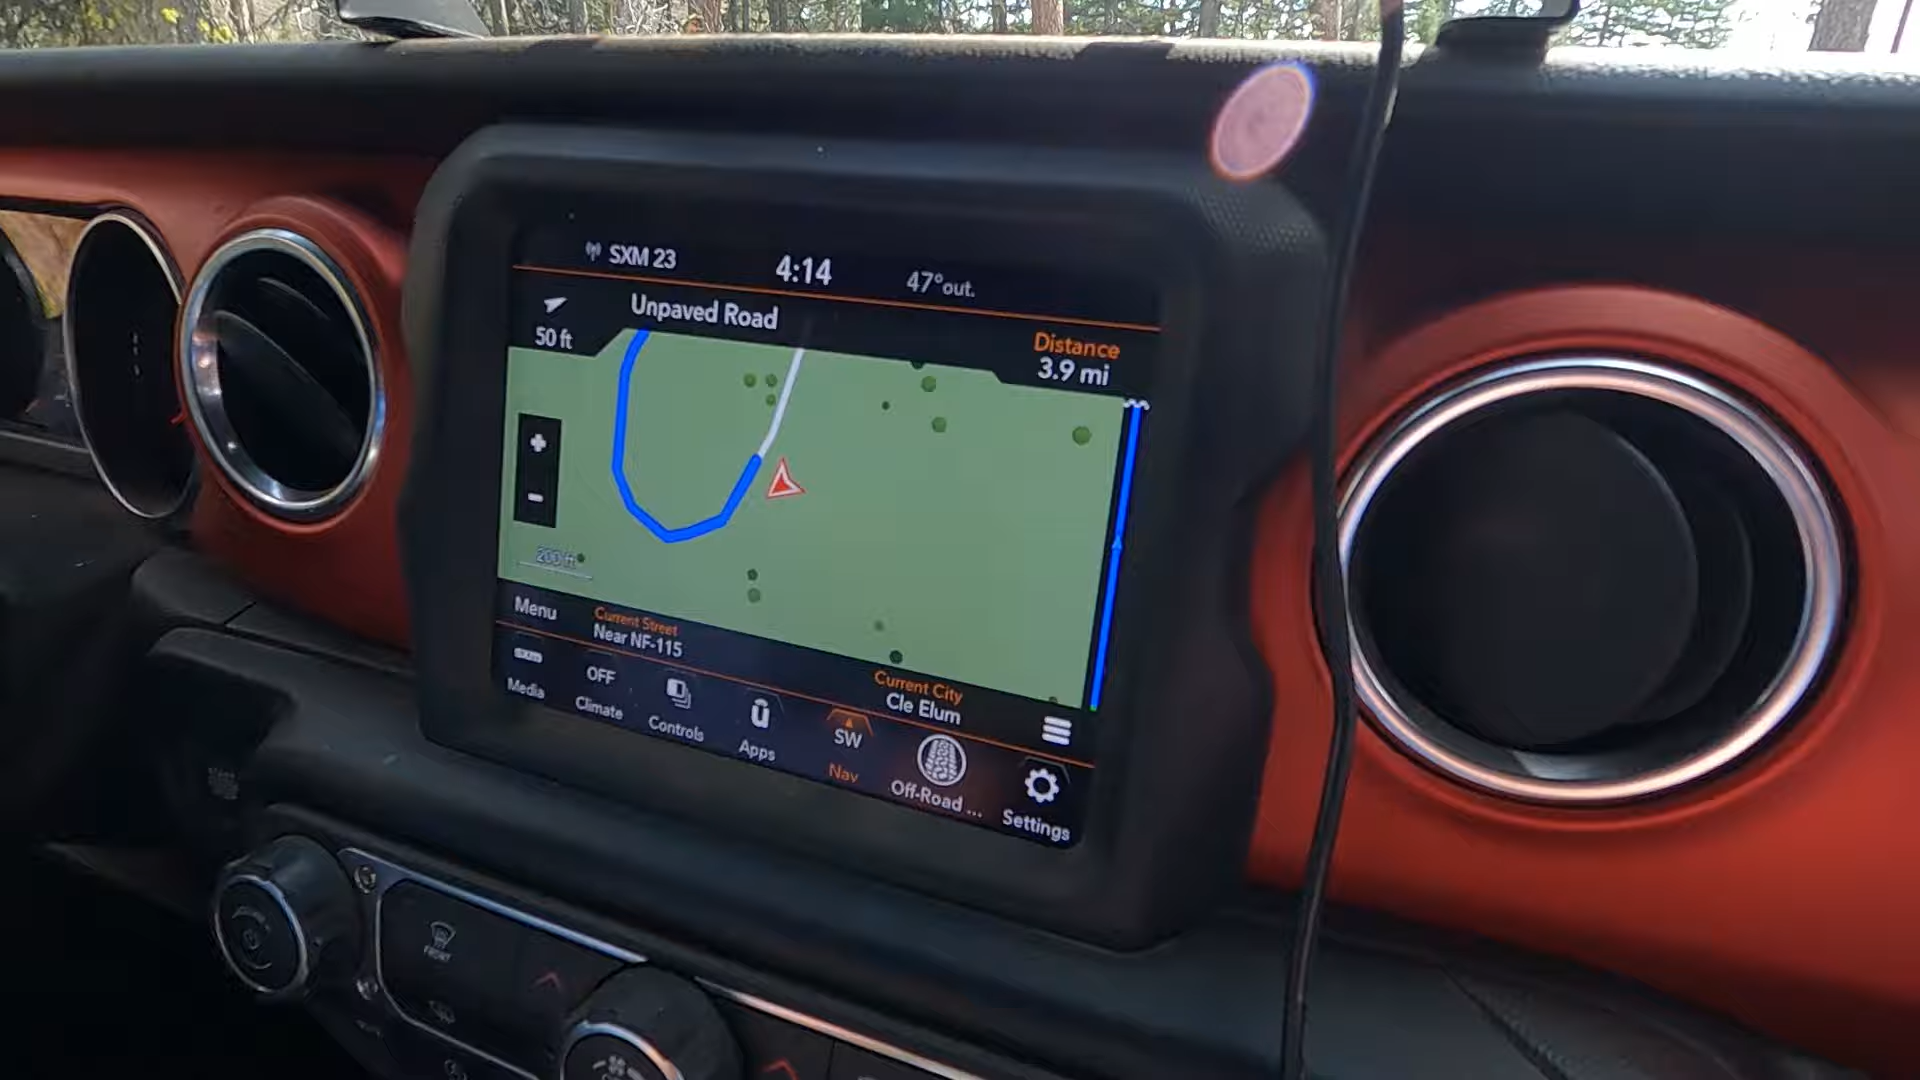 SXM 23
4:14
47°out.
50 ft
Unpaved Road
Distance
3.9 mi
200 ft
Menu
Current Street
Near NF-115
Current City
Cle Elum
Media
OFF
Climate
Controls
Apps
SW
Nav
Off-Road ...
Settings
FRONT